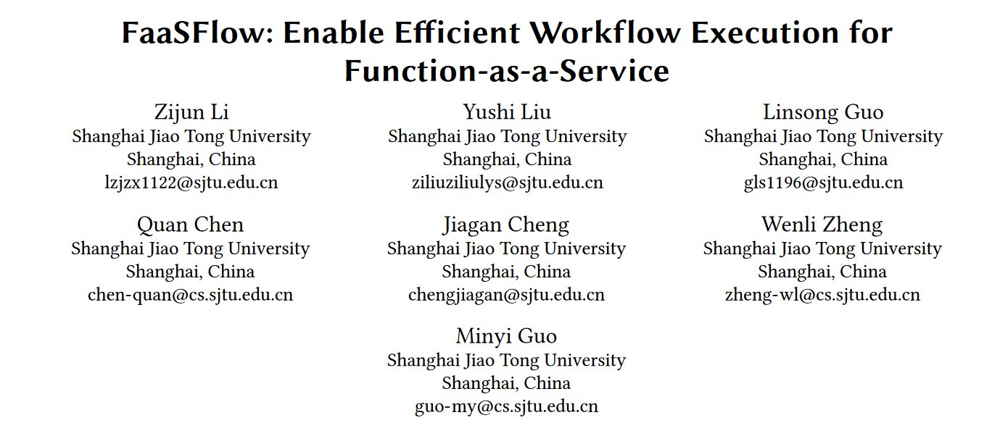 FaaSFlow: Enable Efficient Workflow Execution for
Function-as-a-Service
Zijun Li
Shanghai Jiao Tong University
Shanghai, China
lzjzx1122@sjtu.edu.cn
Yushi Liu
Shanghai Jiao Tong University
Shanghai, China
ziliuziliulys@sjtu.edu.cn
Linsong Guo
Shanghai Jiao Tong University
Shanghai, China
gls1196@sjtu.edu.cn
Quan Chen
Shanghai Jiao Tong University
Shanghai, China
chen-quan@cs.sjtu.edu.cn
Jiagan Cheng
Shanghai Jiao Tong University
Shanghai, China
chengjiagan@sjtu.edu.cn
Wenli Zheng
Shanghai Jiao Tong University
Shanghai, China
zheng-wl@cs.sjtu.edu.cn
Minyi Guo
Shanghai Jiao Tong University
Shanghai, China
guo-my@cs.sjtu.edu.cn